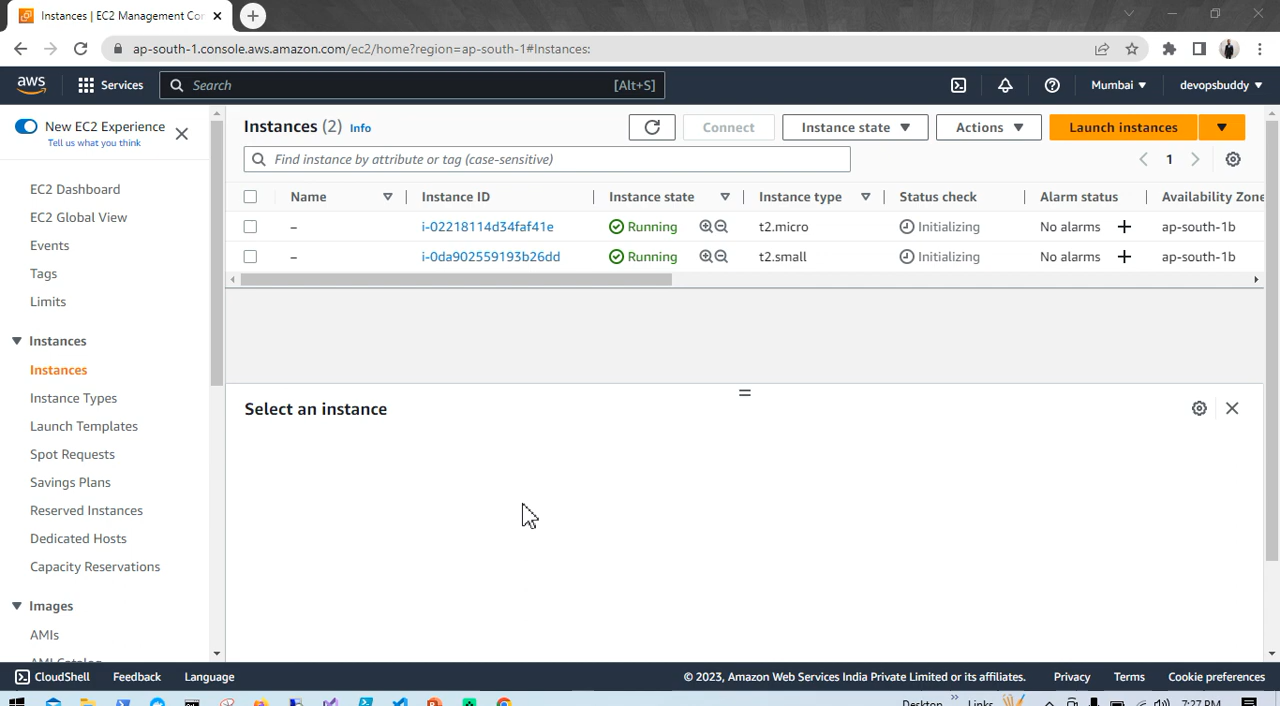 Instances | EC2 Management Cor
ap-south-1.console.aws.amazon.com/ec2/home?region=ap-south-1#Instances:
aws Services Search [Alt+S] Mumbai devopsbuddy
New EC2 Experience
Tell us what you think
EC2 Dashboard
EC2 Global View
Events
Tags
Limits
Instances
Instances
Instance Types
Launch Templates
Spot Requests
Savings Plans
Reserved Instances
Dedicated Hosts
Capacity Reservations
Images
AMIs
AMI Catalog
Instances (2) Info Connect Instance state Actions Launch instances
Find instance by attribute or tag (case-sensitive) 1
Name Instance ID Instance state Instance type Status check Alarm status Availability Zone
– i-02218114d34faf41e Running t2.micro Initializing No alarms + ap-south-1b
– i-0da902559193b26dd Running t2.small Initializing No alarms + ap-south-1b
Select an instance
CloudShell Feedback Language © 2023, Amazon Web Services India Private Limited or its affiliates. Privacy Terms Cookie preferences
Desktop » Links 7:27 PM